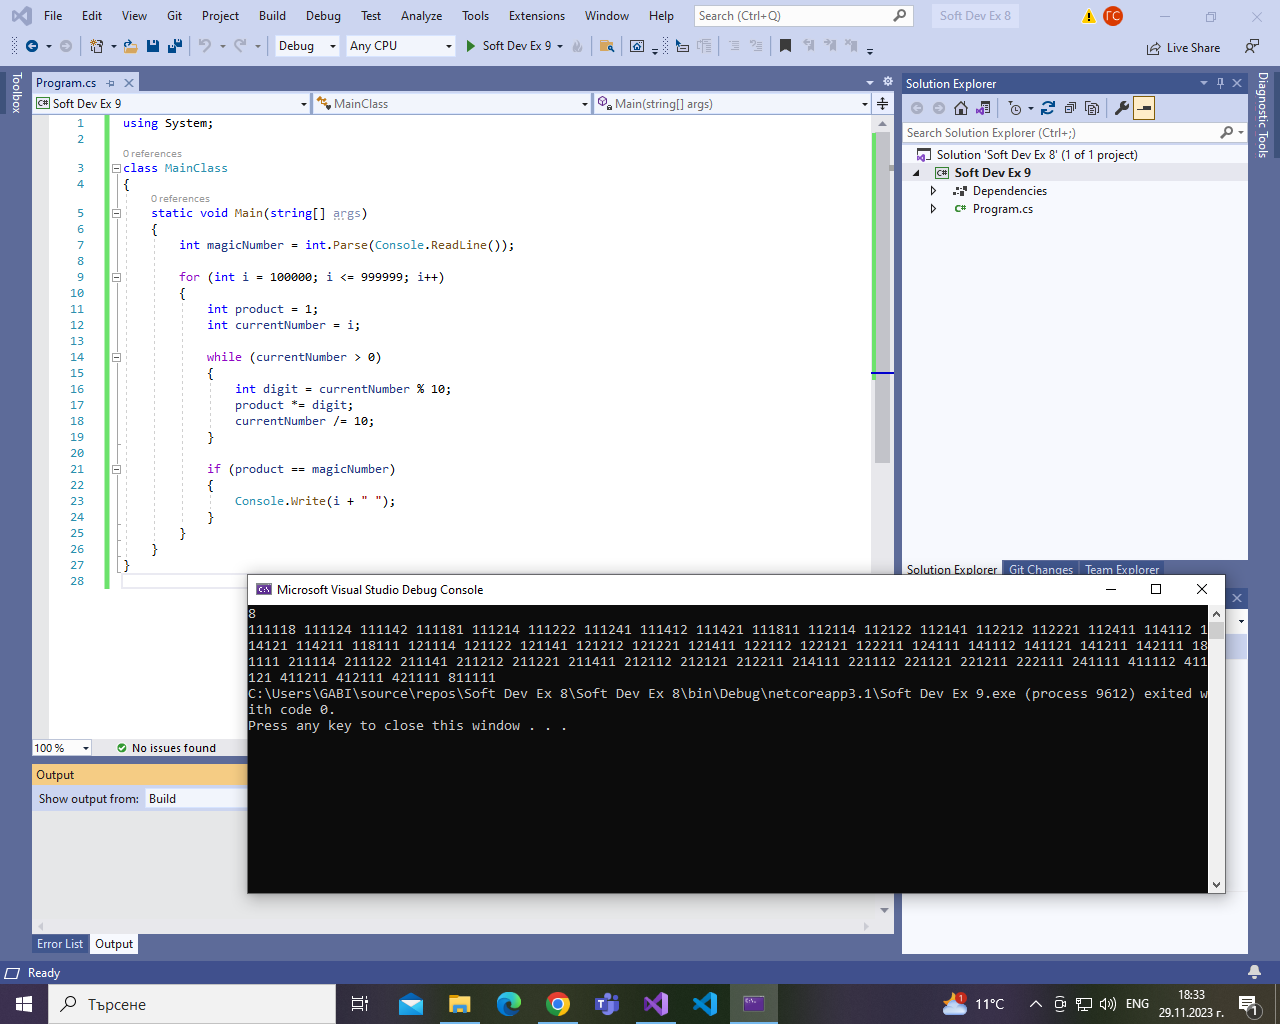 File Edit View Git Project Build Debug Test Analyze Tools Extensions Window Help Search (Ctrl+Q) Soft Dev Ex 8 ГС
Debug Any CPU Soft Dev Ex 9 Live Share
Toolbox
Program.cs
Soft Dev Ex 9 MainClass Main(string[] args)
1 using System;
2
0 references
3 class MainClass
4 {
0 references
5 static void Main(string[] args)
6 {
7 int magicNumber = int.Parse(Console.ReadLine());
8
9 for (int i = 100000; i <= 999999; i++)
10 {
11 int product = 1;
12 int currentNumber = i;
13
14 while (currentNumber > 0)
15 {
16 int digit = currentNumber % 10;
17 product *= digit;
18 currentNumber /= 10;
19 }
20
21 if (product == magicNumber)
22 {
23 Console.Write(i + " ");
24 }
25 }
26 }
27 }
28
100 % No issues found
Solution Explorer
Search Solution Explorer (Ctrl+;)
Solution 'Soft Dev Ex 8' (1 of 1 project)
Soft Dev Ex 9
Dependencies
Program.cs
Solution Explorer Git Changes Team Explorer
Diagnostic Tools
Microsoft Visual Studio Debug Console
8
111118 111124 111142 111181 111214 111222 111241 111412 111421 111811 112114 112122 112141 112212 112221 112411 114112 1
14121 114211 118111 121114 121122 121141 121212 121221 121411 122112 122121 122211 124111 141112 141121 141211 142111 18
1111 211114 211122 211141 211212 211221 211411 212112 212121 212211 214111 221112 221121 221211 222111 241111 411112 411
121 411211 412111 421111 811111
C:\Users\GABI\source\repos\Soft Dev Ex 8\Soft Dev Ex 8\bin\Debug\netcoreapp3.1\Soft Dev Ex 9.exe (process 9612) exited w
ith code 0.
Press any key to close this window . . .
Output
Show output from: Build
Error List Output
Ready
Търсене
1 11°C ENG 18:33
29.11.2023 г. 1